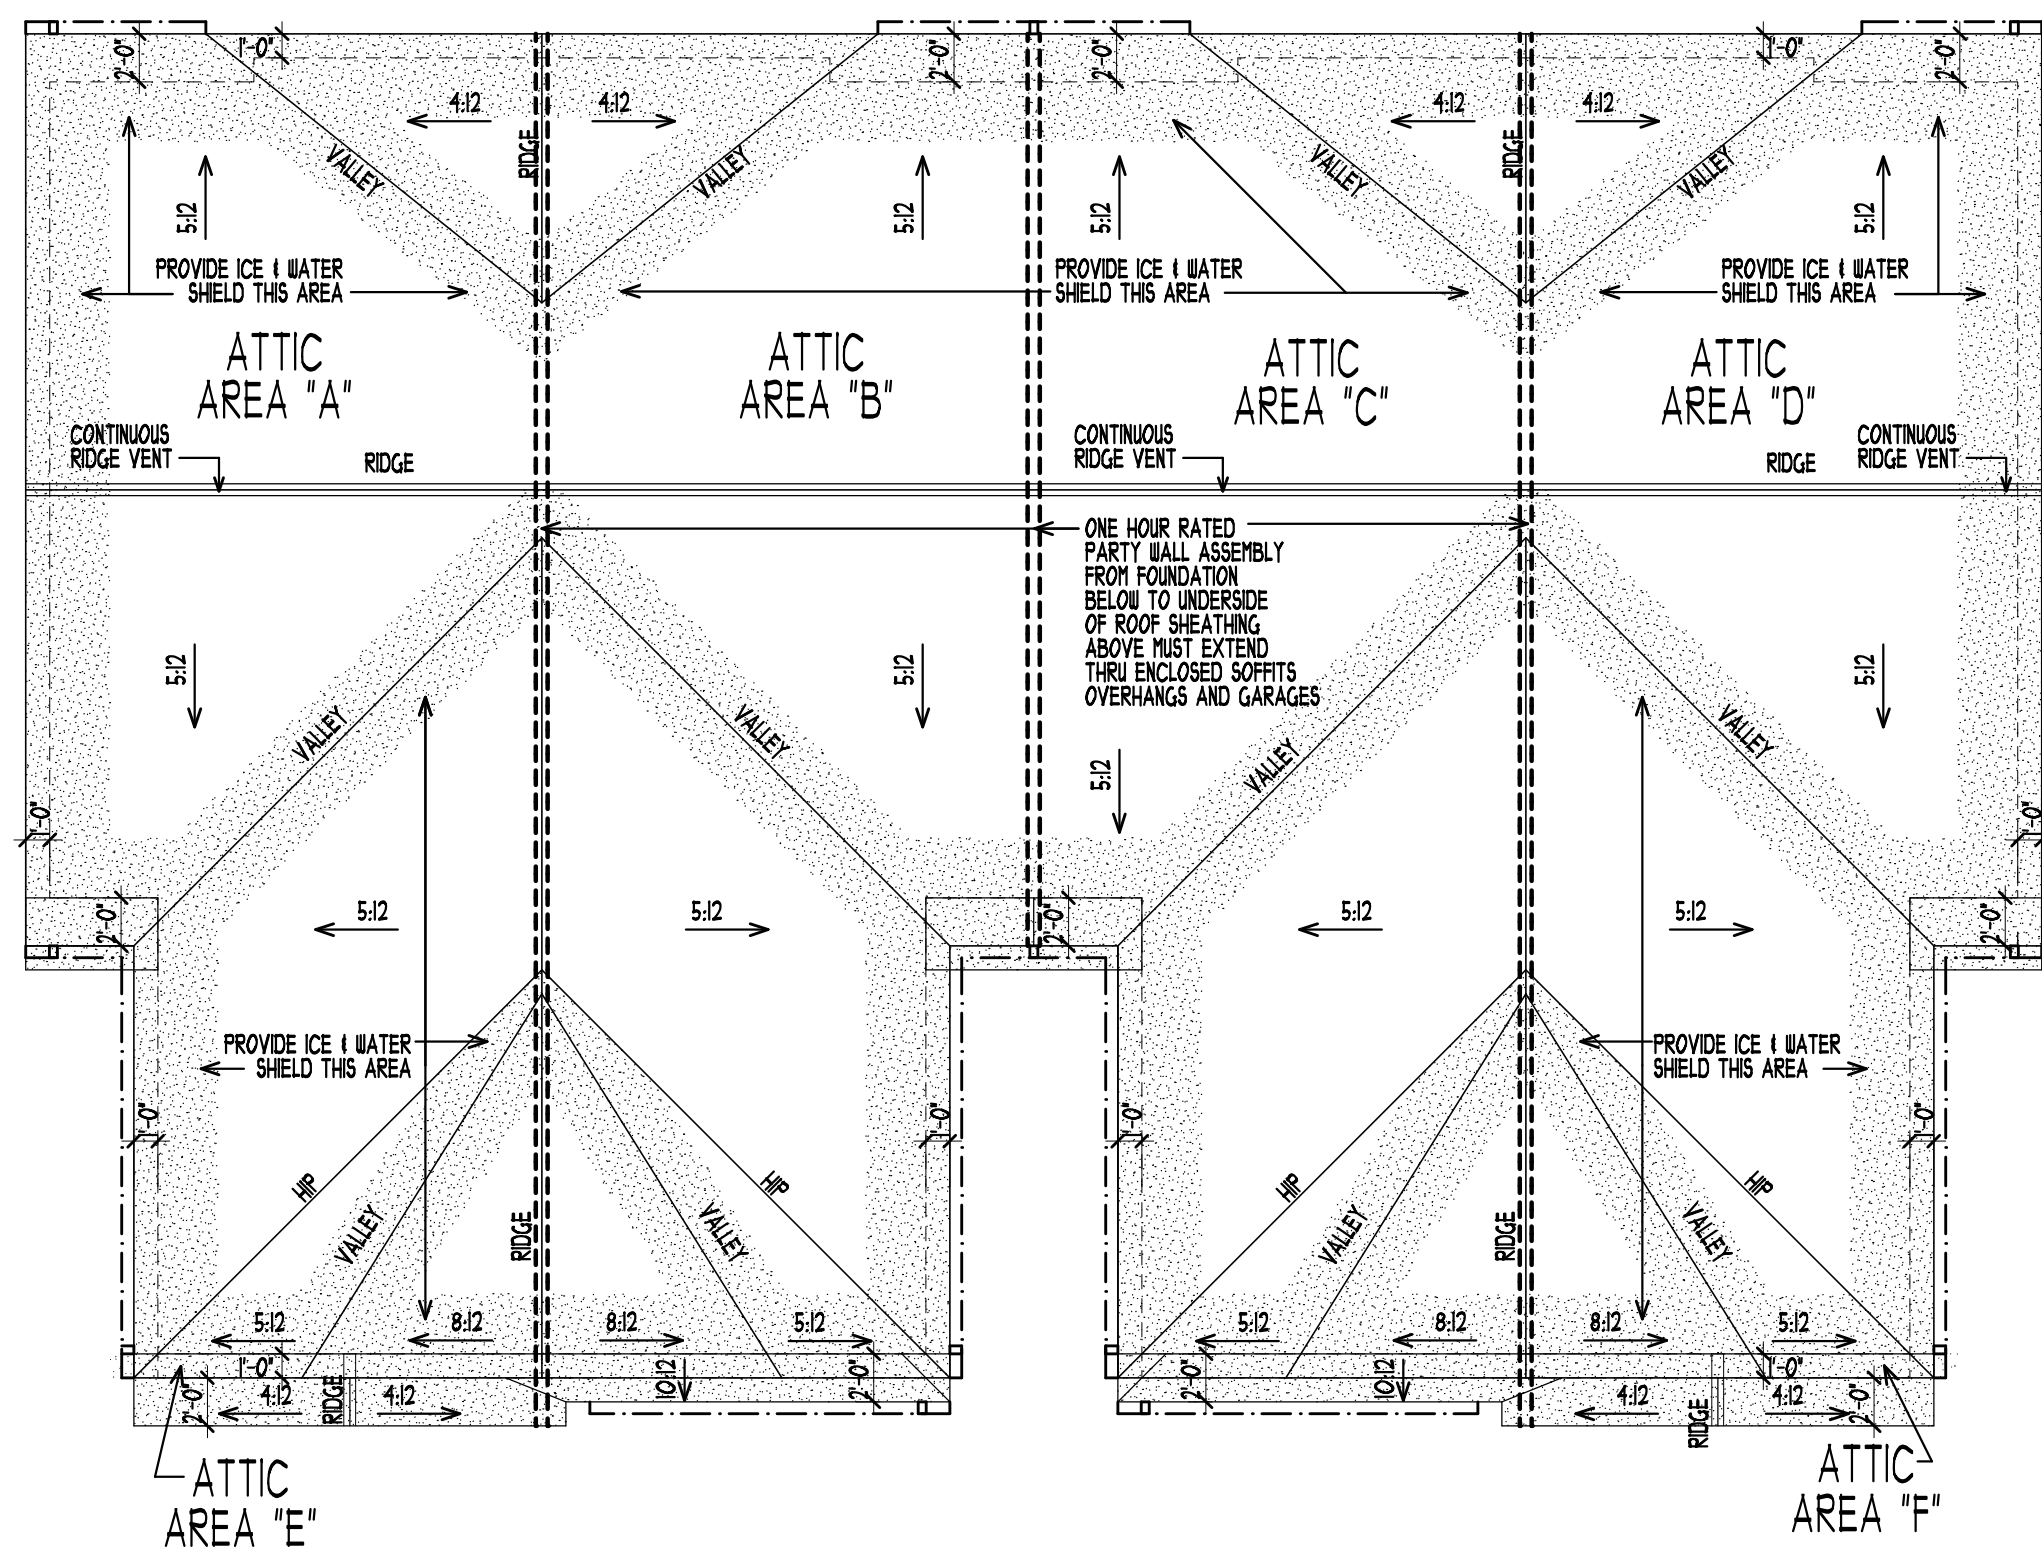 2'-0"
1'-0"
2'-0"
2'-0"
1'-0"
2'-0"
4:12
4:12
4:12
4:12
RIDGE
RIDGE
VALLEY
VALLEY
VALLEY
VALLEY
5:12
5:12
5:12
5:12
PROVIDE ICE & WATER
SHIELD THIS AREA
PROVIDE ICE & WATER
SHIELD THIS AREA
PROVIDE ICE & WATER
SHIELD THIS AREA
ATTIC
AREA "A"
ATTIC
AREA "B"
ATTIC
AREA "C"
ATTIC
AREA "D"
CONTINUOUS
RIDGE VENT
RIDGE
CONTINUOUS
RIDGE VENT
RIDGE
CONTINUOUS
RIDGE VENT
ONE HOUR RATED
PARTY WALL ASSEMBLY
FROM FOUNDATION
BELOW TO UNDERSIDE
OF ROOF SHEATHING
ABOVE MUST EXTEND
THRU ENCLOSED SOFFITS
OVERHANGS AND GARAGES
5:12
5:12
5:12
5:12
VALLEY
VALLEY
VALLEY
VALLEY
1'-0"
1'-0"
2'-0"
2'-0"
2'-0"
5:12
5:12
5:12
5:12
PROVIDE ICE & WATER
SHIELD THIS AREA
PROVIDE ICE & WATER
SHIELD THIS AREA
1'-0"
1'-0"
1'-0"
1'-0"
HIP
HIP
HIP
HIP
VALLEY
RIDGE
VALLEY
VALLEY
RIDGE
VALLEY
5:12
8:12
8:12
5:12
5:12
8:12
8:12
5:12
1'-0"
10:12
2'-0"
2'-0"
10:12
1'-0"
2'-0"
4:12
RIDGE
4:12
4:12
RIDGE
4:12
2'-0"
ATTIC
AREA "E"
ATTIC
AREA "F"